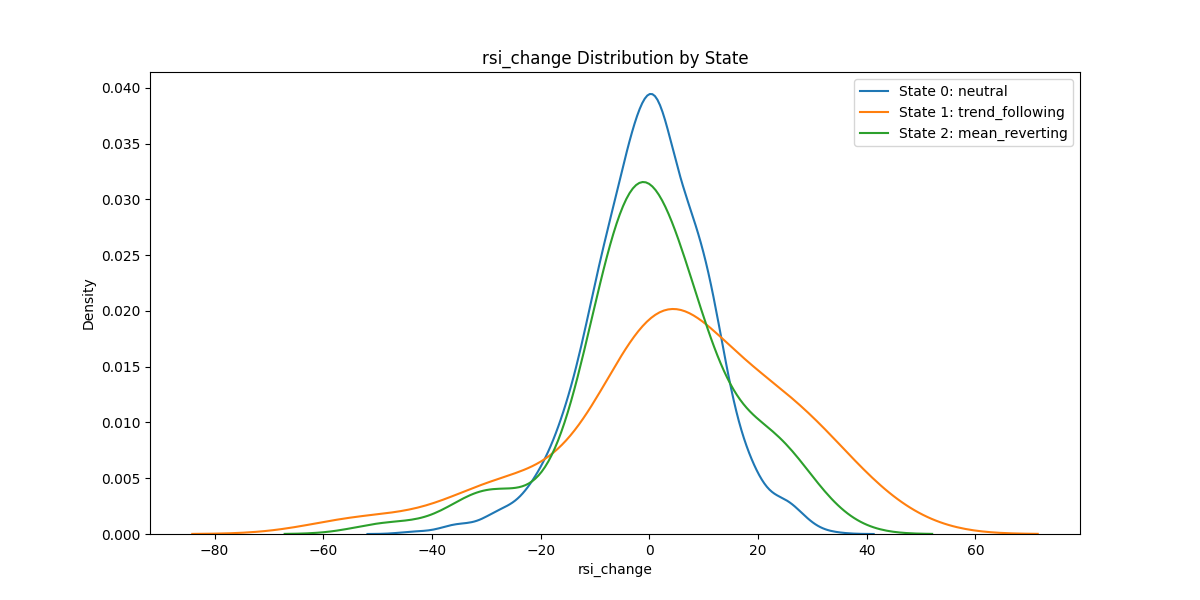 rsi_change Distribution by State
State 0: neutral
State 1: trend_following
State 2: mean_reverting
0.040
0.035
0.030
0.025
0.020
0.015
0.010
0.005
0.000
Density
−80 −60 −40 −20 0 20 40 60
rsi_change